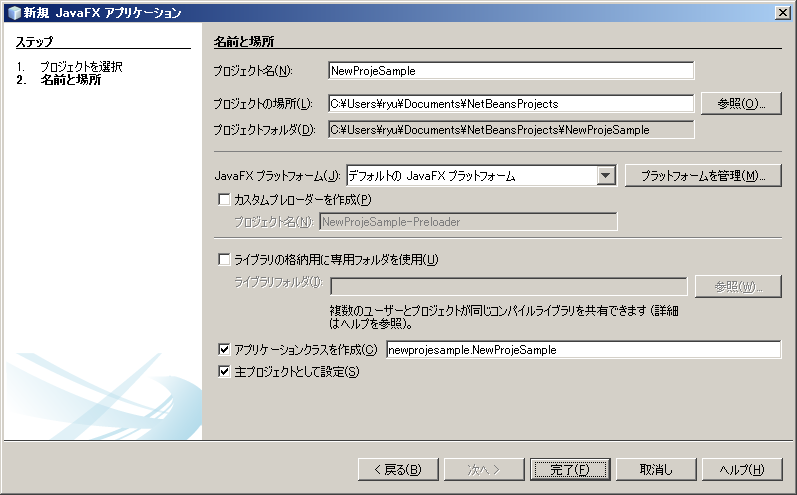 新規 JavaFX アプリケーション
ステップ
1. プロジェクトを選択
2. 名前と場所
名前と場所
プロジェクト名(N): NewProjeSample
プロジェクトの場所(L): C:¥Users¥ryu¥Documents¥NetBeansProjects 参照(O)...
プロジェクトフォルダ(D): C:¥Users¥ryu¥Documents¥NetBeansProjects¥NewProjeSample
JavaFX プラットフォーム(J): デフォルトの JavaFX プラットフォーム プラットフォームを管理(M)...
カスタムプレローダーを作成(P)
プロジェクト名(N): NewProjeSample-Preloader
ライブラリの格納用に専用フォルダを使用(U)
ライブラリフォルダ(I): 参照(W)...
複数のユーザーとプロジェクトが同じコンパイルライブラリを共有できます (詳細
はヘルプを参照)。
アプリケーションクラスを作成(C) newprojesample.NewProjeSample
主プロジェクトとして設定(S)
< 戻る(B) 次へ > 完了(F) 取消し ヘルプ(H)